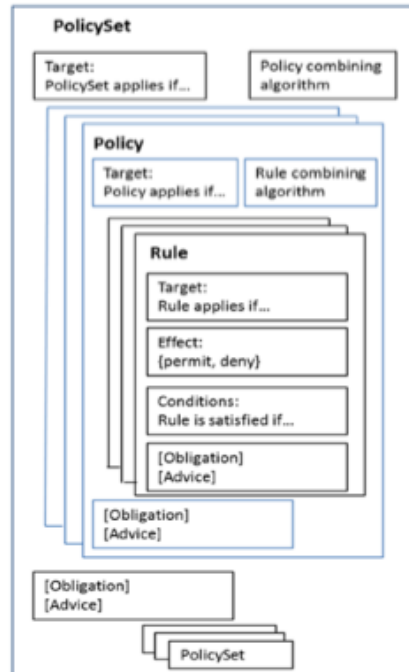 PolicySet
Target:
PolicySet applies if...
Policy combining
algorithm
Policy
Target:
Policy applies if...
Rule combining
algorithm
Rule
Target:
Rule applies if...
Effect:
{permit, deny}
Conditions:
Rule is satisfied if...
[Obligation]
[Advice]
[Obligation]
[Advice]
[Obligation]
[Advice]
PolicySet